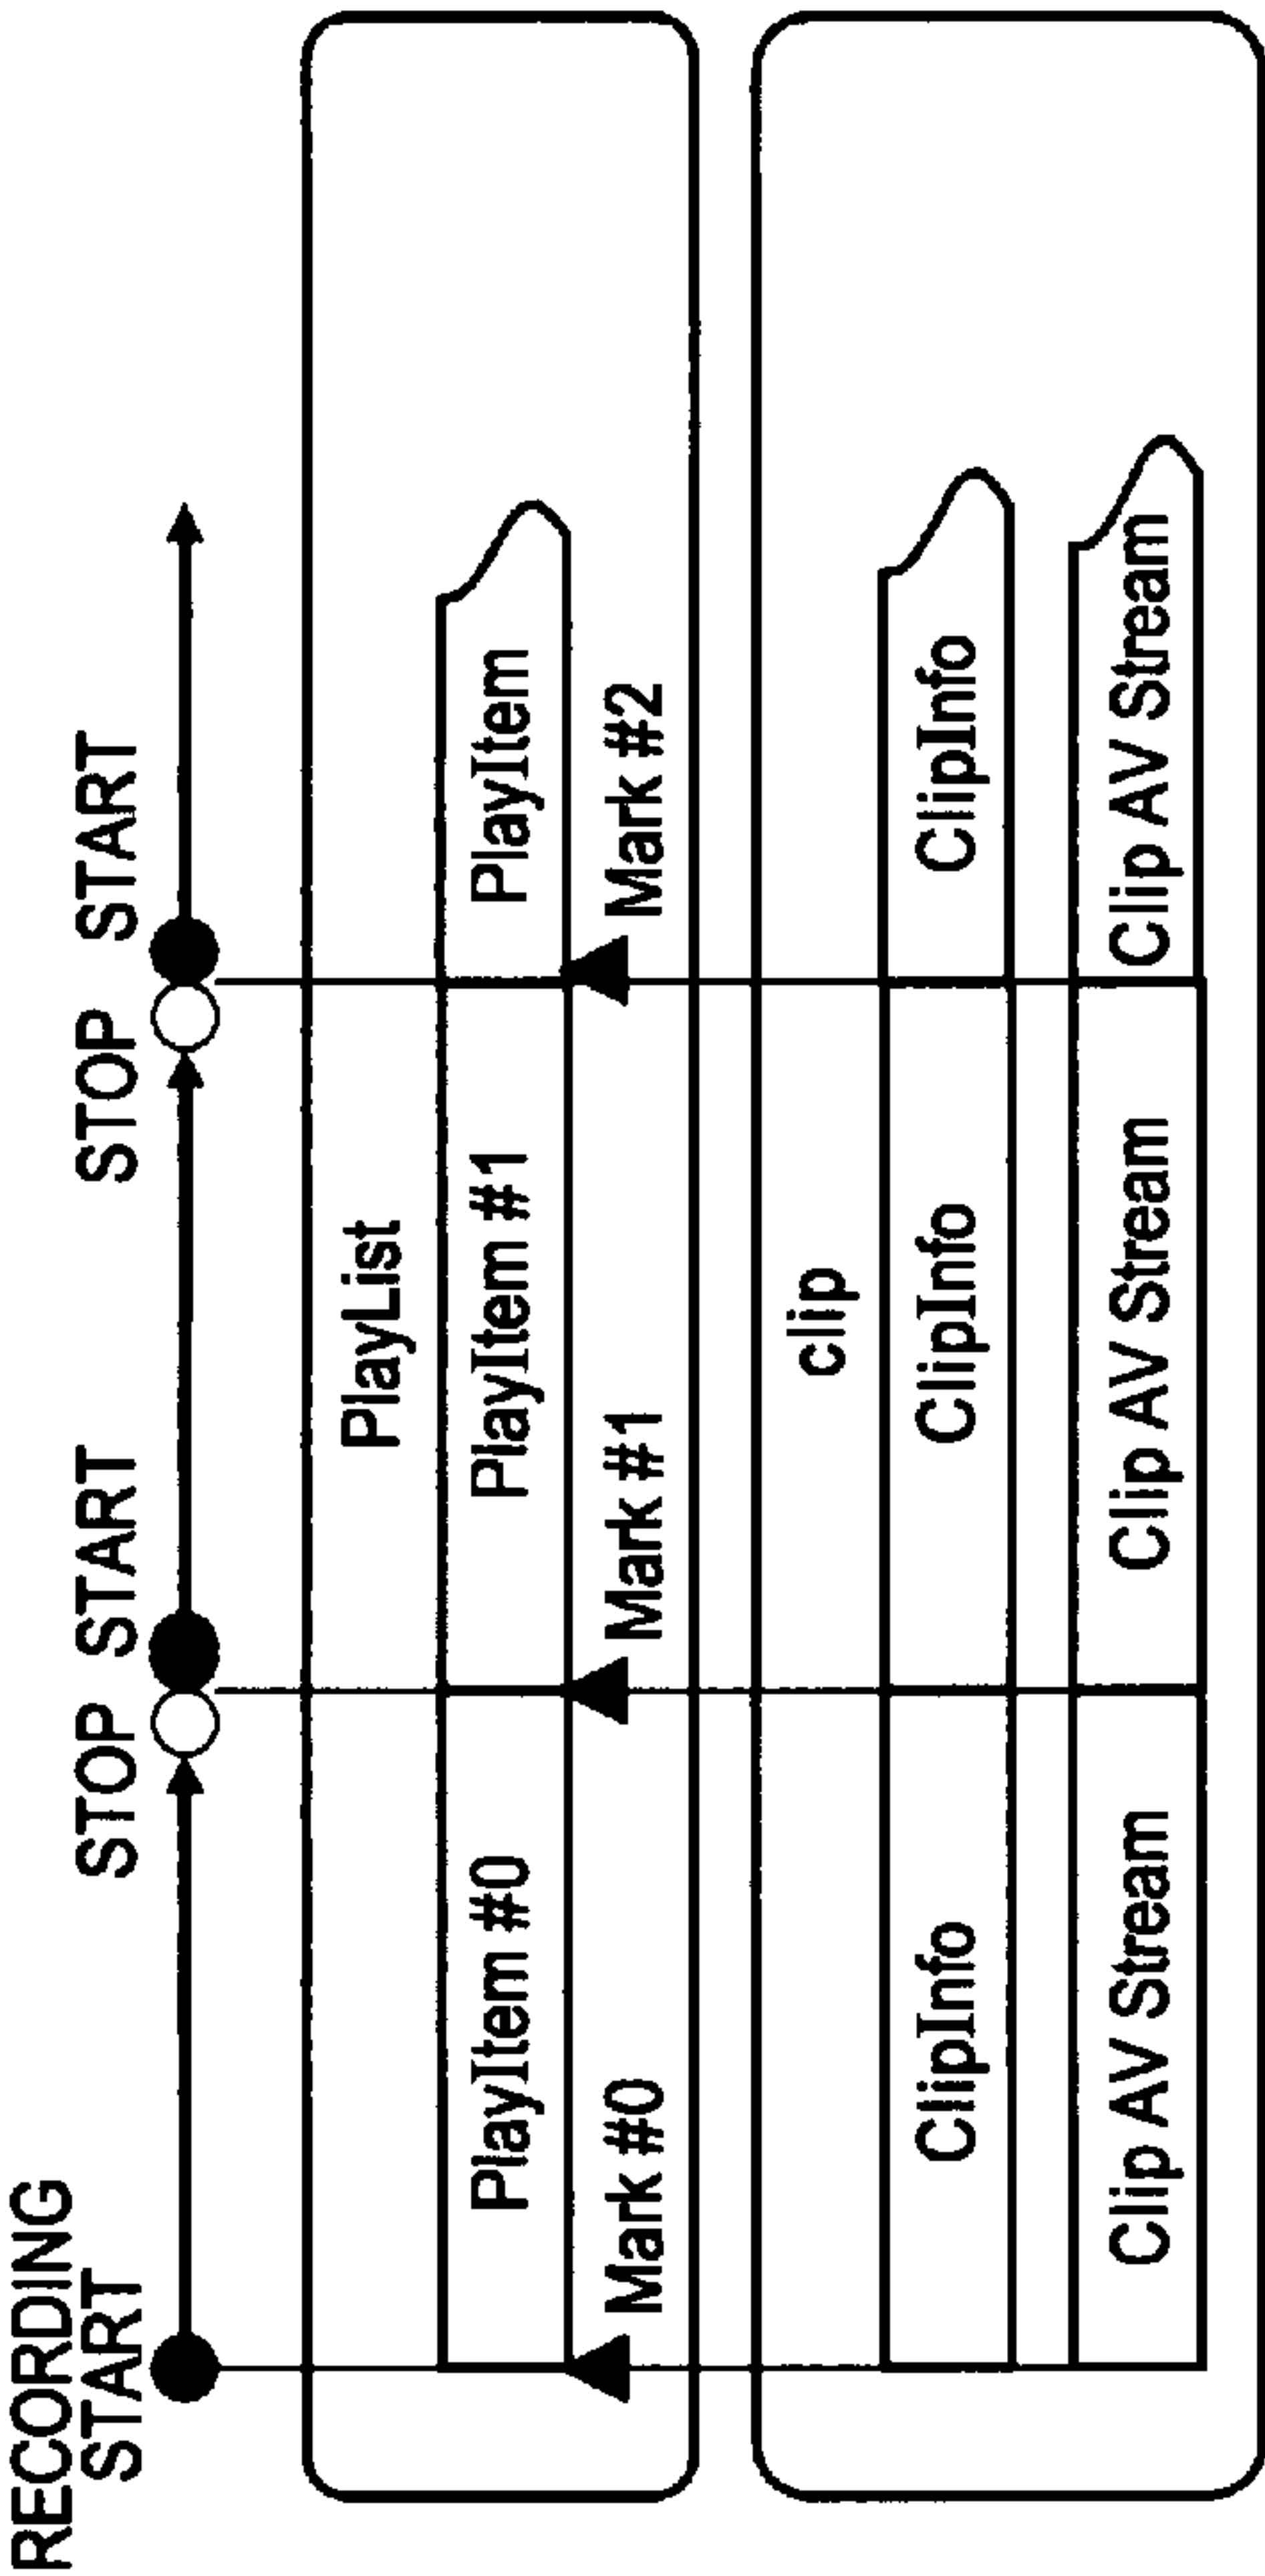 RECORDING
START
STOP START
STOP START
PlayList
PlayItem #0
PlayItem #1
PlayItem
Mark #0
Mark #1
Mark #2
clip
ClipInfo
ClipInfo
ClipInfo
Clip AV Stream
Clip AV Stream
Clip AV Stream